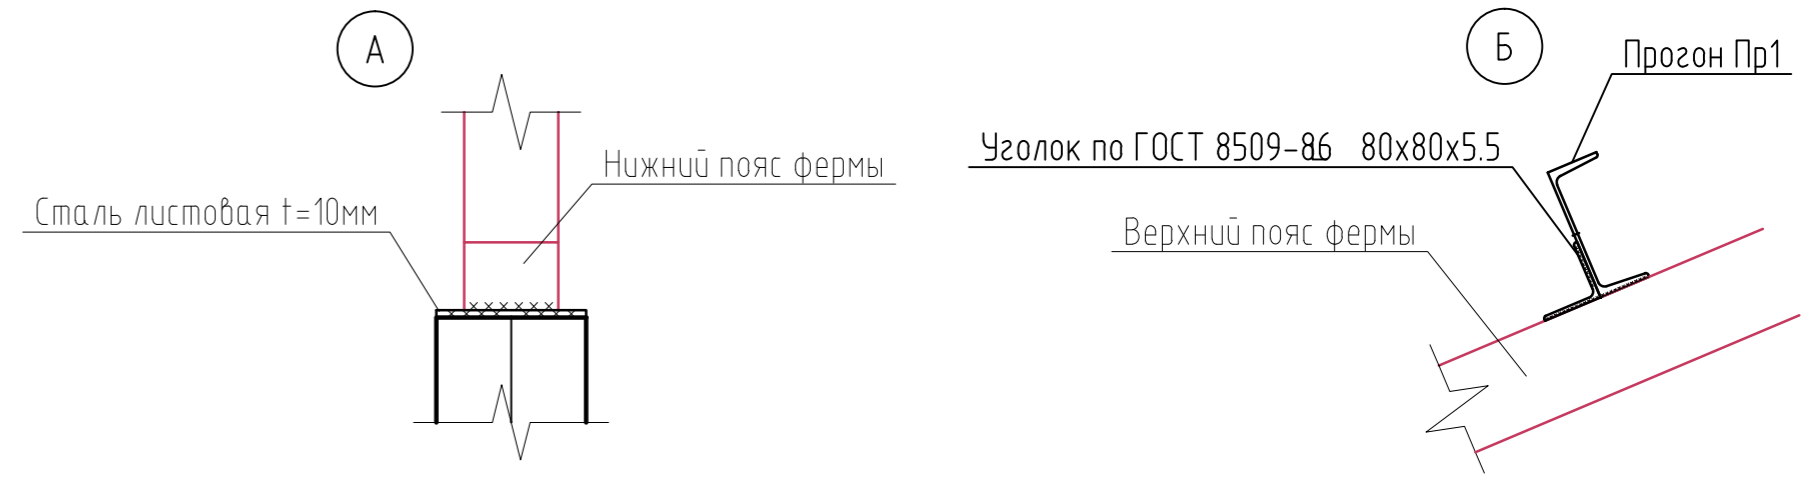 А
Нижний пояс фермы
Сталь листовая t=10мм
Б
Прогон Пр1
Уголок по ГОСТ 8509-86 80х80х5.5
Верхний пояс фермы